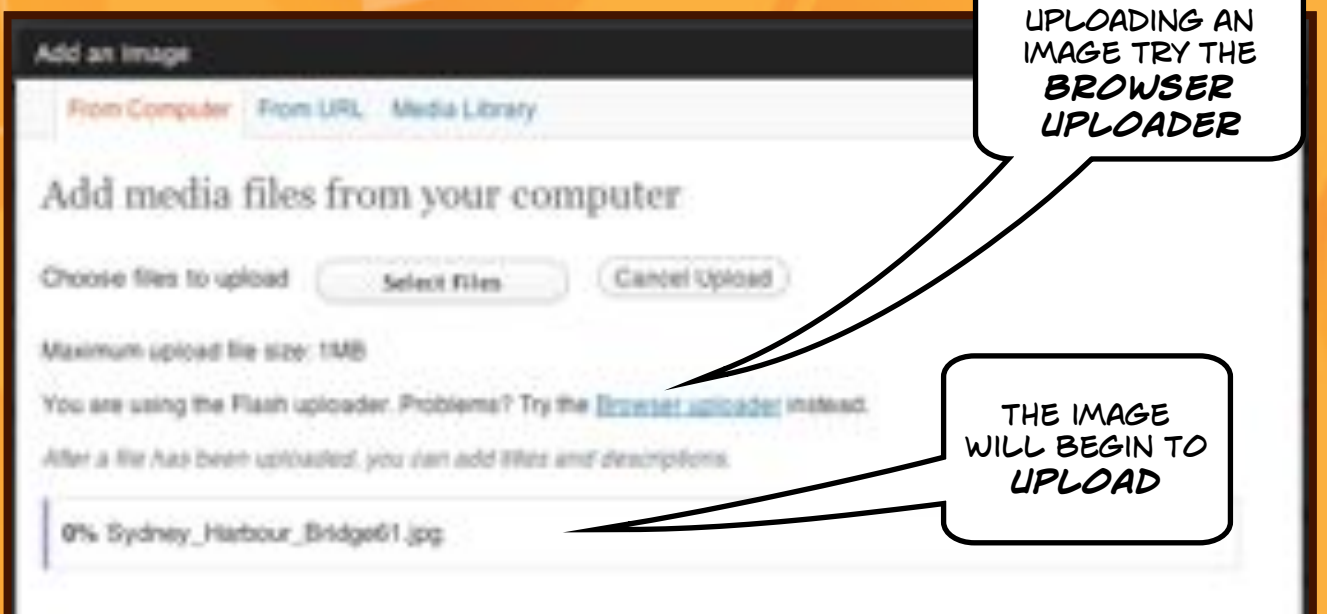 UPLOADING AN
IMAGE TRY THE
BROWSER
UPLOADER
Add an Image
From Computer From URL Media Library
Add media files from your computer
Choose files to upload Select Files Cancel Upload
Maximum upload file size: 1MB
You are using the Flash uploader. Problems? Try the Browser uploader instead.
After a file has been uploaded, you can add titles and descriptions.
THE IMAGE
WILL BEGIN TO
UPLOAD
0% Sydney_Harbour_Bridge61.jpg